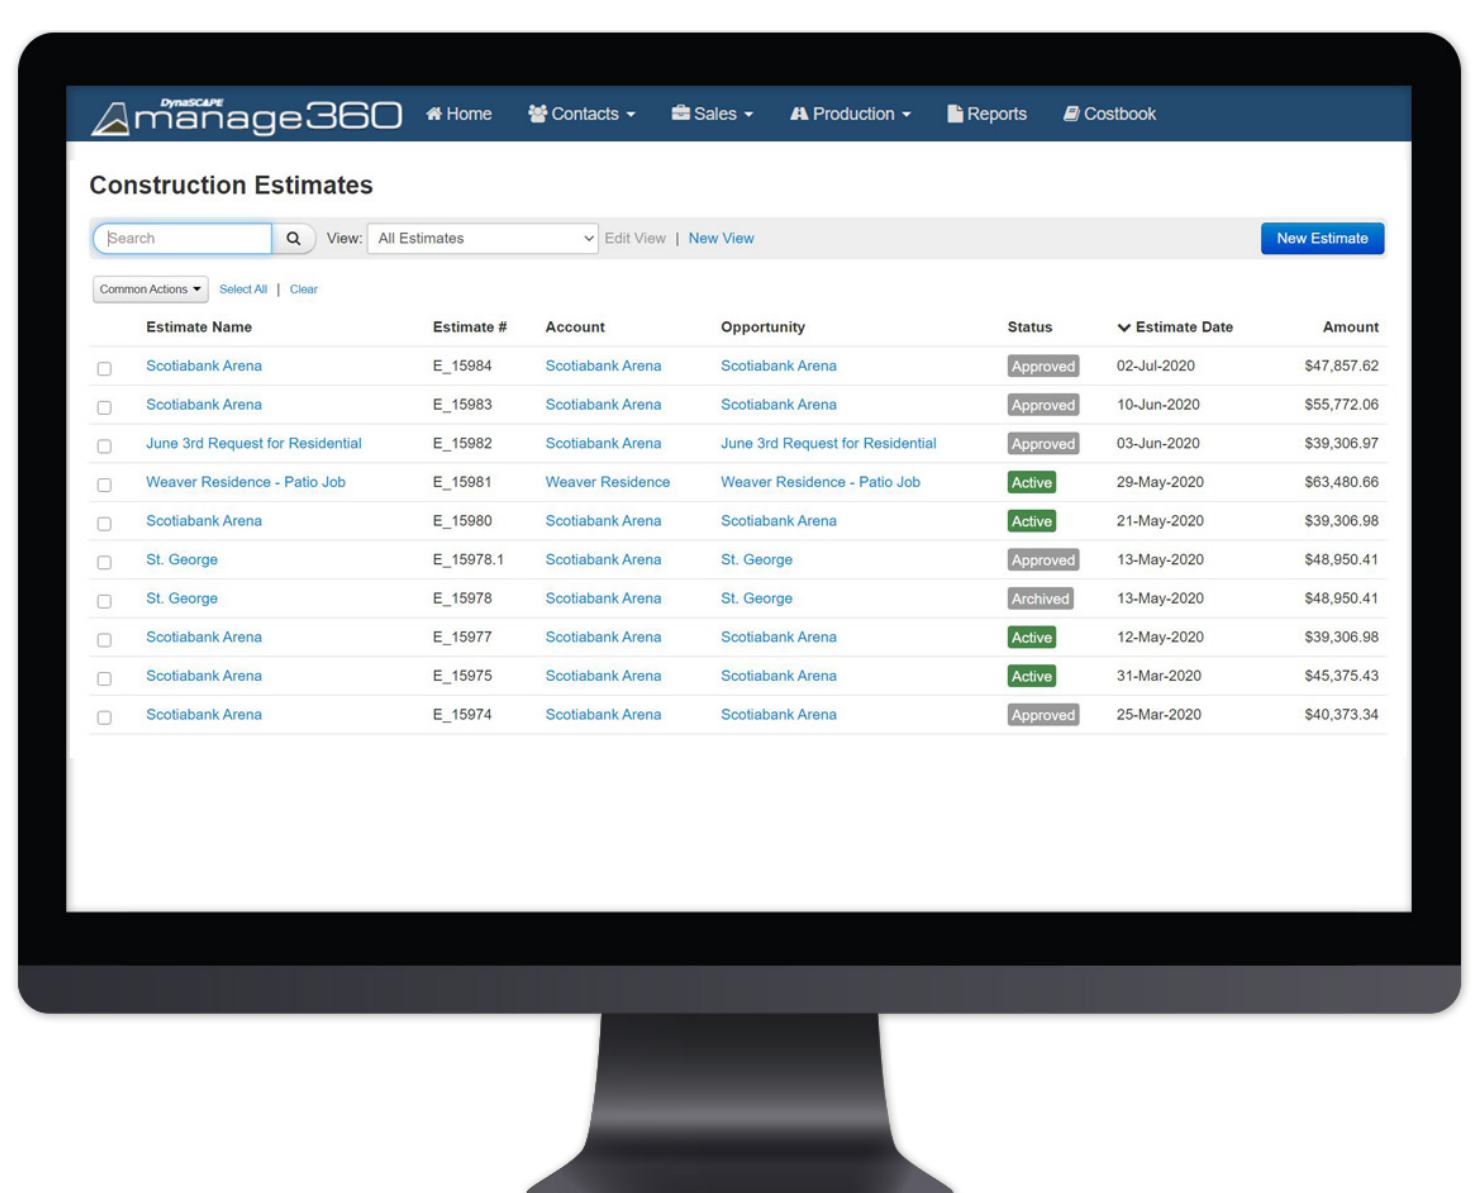 DynaSCAPE
manage360 Home Contacts Sales Production Reports Costbook
Construction Estimates
Search View: All Estimates Edit View | New View New Estimate
Common Actions Select All | Clear
Estimate Name Estimate # Account Opportunity Status Estimate Date Amount
Scotiabank Arena E_15984 Scotiabank Arena Scotiabank Arena Approved 02-Jul-2020 $47,857.62
Scotiabank Arena E_15983 Scotiabank Arena Scotiabank Arena Approved 10-Jun-2020 $55,772.06
June 3rd Request for Residential E_15982 Scotiabank Arena June 3rd Request for Residential Approved 03-Jun-2020 $39,306.97
Weaver Residence - Patio Job E_15981 Weaver Residence Weaver Residence - Patio Job Active 29-May-2020 $63,480.66
Scotiabank Arena E_15980 Scotiabank Arena Scotiabank Arena Active 21-May-2020 $39,306.98
St. George E_15978.1 Scotiabank Arena St. George Approved 13-May-2020 $48,950.41
St. George E_15978 Scotiabank Arena St. George Archived 13-May-2020 $48,950.41
Scotiabank Arena E_15977 Scotiabank Arena Scotiabank Arena Active 12-May-2020 $39,306.98
Scotiabank Arena E_15975 Scotiabank Arena Scotiabank Arena Active 31-Mar-2020 $45,375.43
Scotiabank Arena E_15974 Scotiabank Arena Scotiabank Arena Approved 25-Mar-2020 $40,373.34